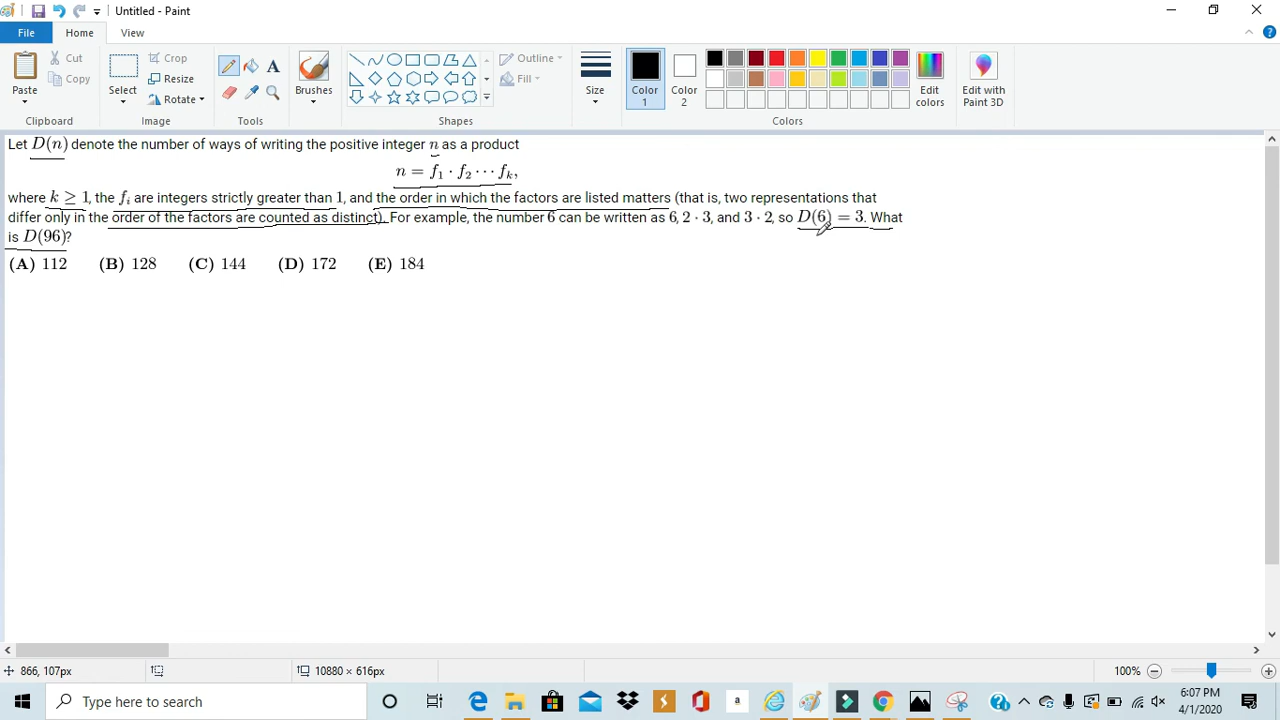 Untitled - Paint
File Home View
Paste
Cut
Copy
Clipboard
Select
Crop
Resize
Rotate
Image
A
Tools
Brushes
Outline
Fill
Shapes
Size
Color 1
Color 2
Colors
Edit colors
Edit with Paint 3D
Let D(n) denote the number of ways of writing the positive integer n as a product
n = f₁ · f₂ ⋯ fₖ,
where k ≥ 1, the fᵢ are integers strictly greater than 1, and the order in which the factors are listed matters (that is, two representations that
differ only in the order of the factors are counted as distinct). For example, the number 6 can be written as 6, 2 · 3, and 3 · 2, so D(6) = 3. What
is D(96)?
(A) 112 (B) 128 (C) 144 (D) 172 (E) 184
866, 107px
10880 × 616px
100%
Type here to search
a
6:07 PM
4/1/2020